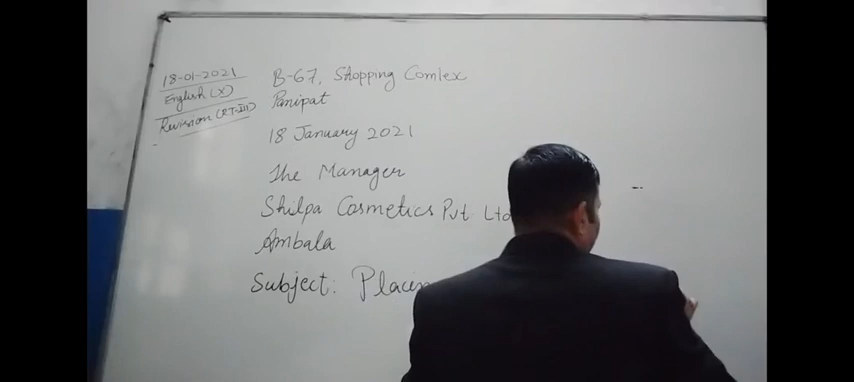 18-01-2021
English (X)
Revision (PT-III)
B-67, Shopping Comlex
Panipat
18 January 2021
The Manager
Shilpa Cosmetics Pvt Ltd
Ambala
Subject: